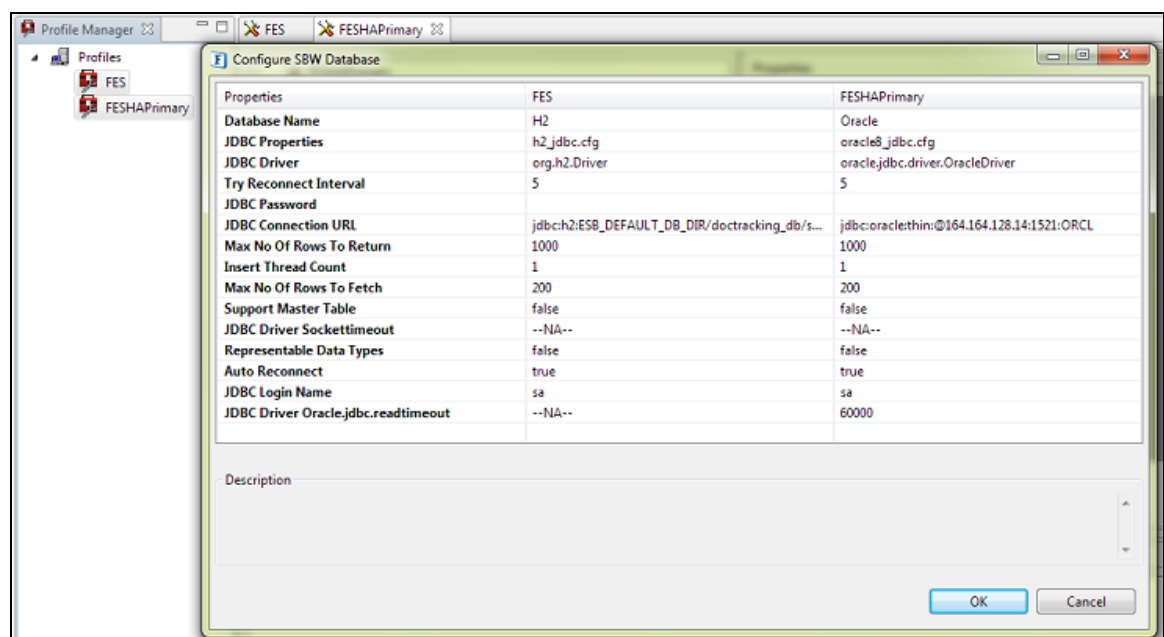 Profile Manager
FES
FESHAPrimary
Profiles
FES
FESHAPrimary
Configure SBW Database
Properties
Properties FES FESHAPrimary
Database Name H2 Oracle
JDBC Properties h2_jdbc.cfg oracle8_jdbc.cfg
JDBC Driver org.h2.Driver oracle.jdbc.driver.OracleDriver
Try Reconnect Interval 5 5
JDBC Password
JDBC Connection URL jdbc:h2:ESB_DEFAULT_DB_DIR/doctracking_db/s... jdbc:oracle:thin:@164.164.128.14:1521:ORCL
Max No Of Rows To Return 1000 1000
Insert Thread Count 1 1
Max No Of Rows To Fetch 200 200
Support Master Table false false
JDBC Driver Sockettimeout --NA-- --NA--
Representable Data Types false false
Auto Reconnect true true
JDBC Login Name sa sa
JDBC Driver Oracle.jdbc.readtimeout --NA-- 60000
Description
OK Cancel